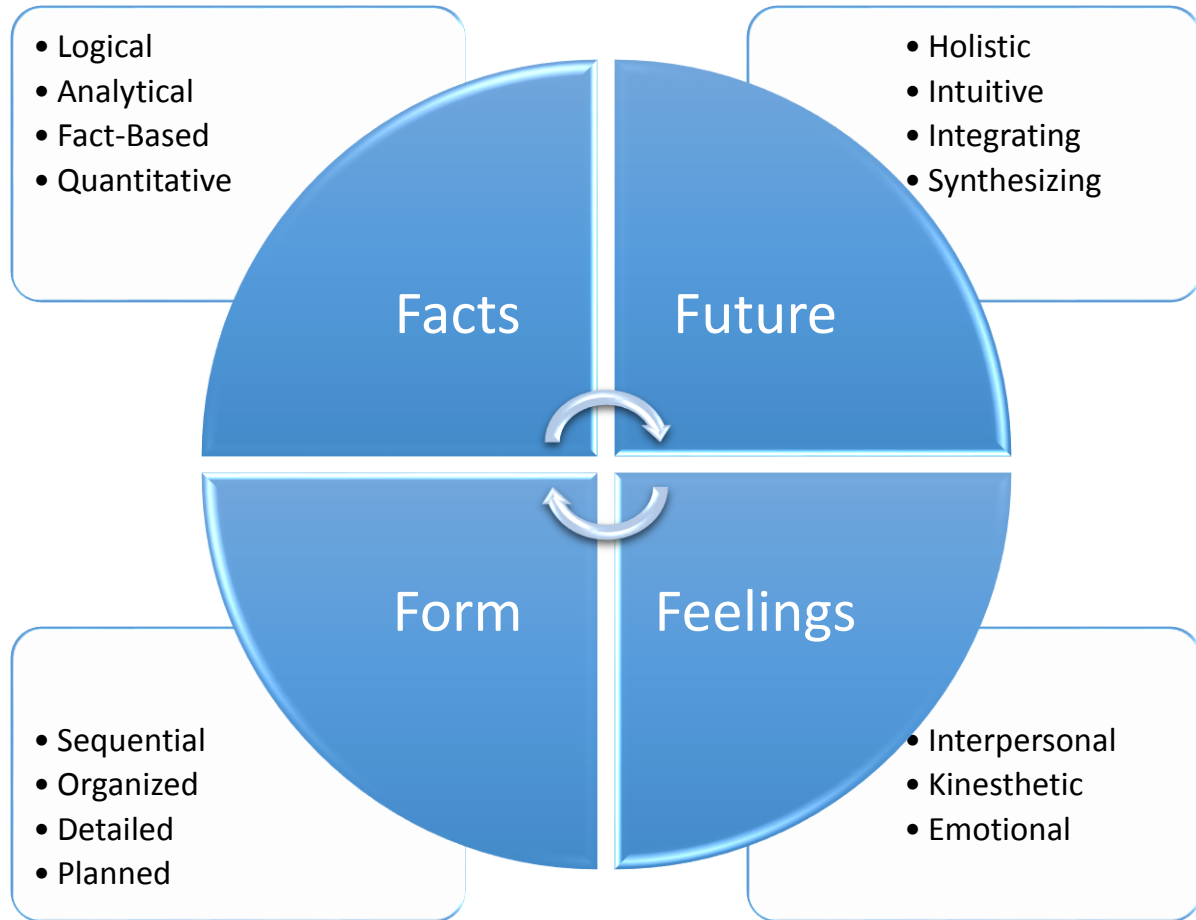 • Logical
• Analytical
• Fact-Based
• Quantitative
• Holistic
• Intuitive
• Integrating
• Synthesizing
Facts
Future
Form
Feelings
• Sequential
• Organized
• Detailed
• Planned
• Interpersonal
• Kinesthetic
• Emotional